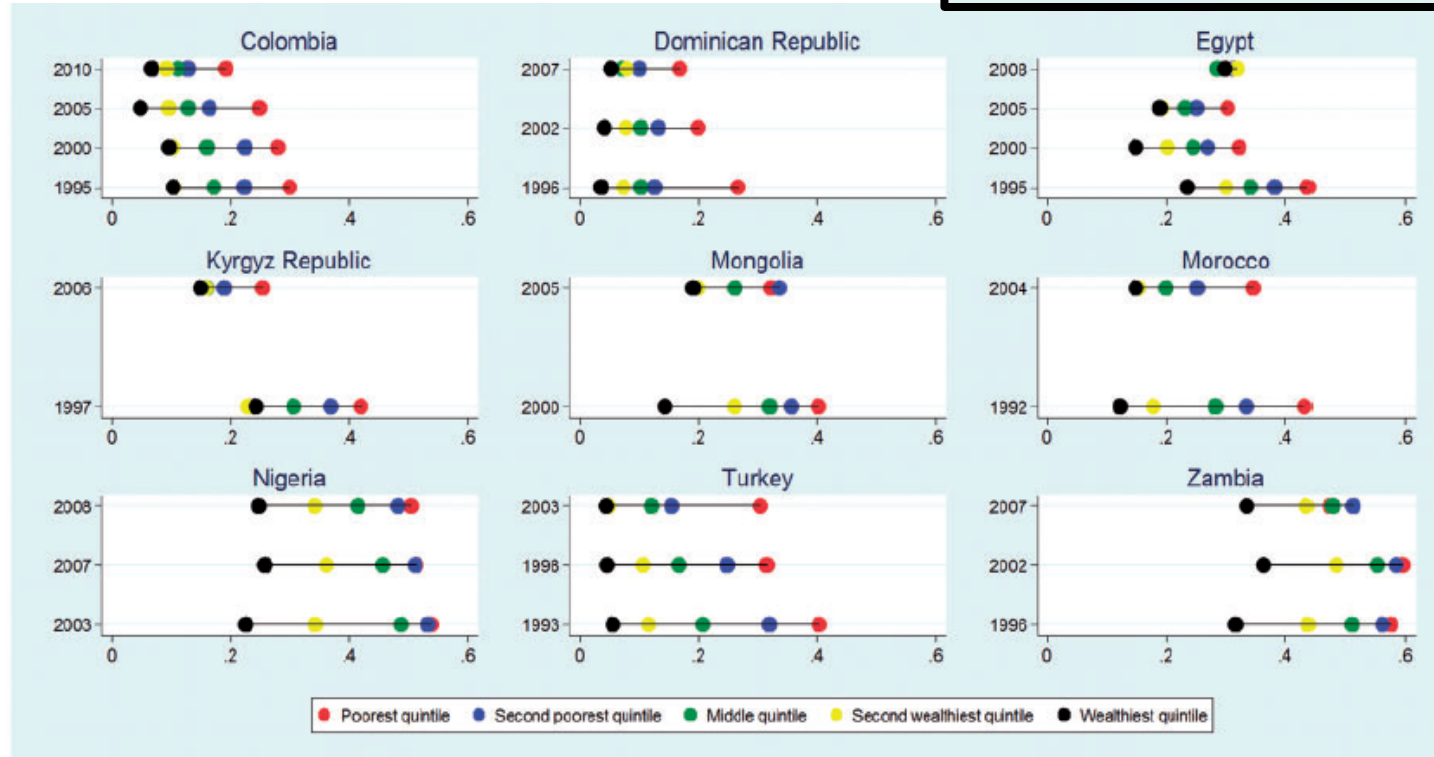 Colombia
2010
2005
2000
1995
0 .2 .4 .6
Dominican Republic
2007
2002
1996
0 .2 .4 .6
Egypt
2008
2005
2000
1995
0 .2 .4 .6
Kyrgyz Republic
2006
1997
0 .2 .4 .6
Mongolia
2005
2000
0 .2 .4 .6
Morocco
2004
1992
0 .2 .4 .6
Nigeria
2008
2007
2003
0 .2 .4 .6
Turkey
2003
1998
1993
0 .2 .4 .6
Zambia
2007
2002
1996
0 .2 .4 .6
Poorest quintile Second poorest quintile Middle quintile Second wealthiest quintile Wealthiest quintile